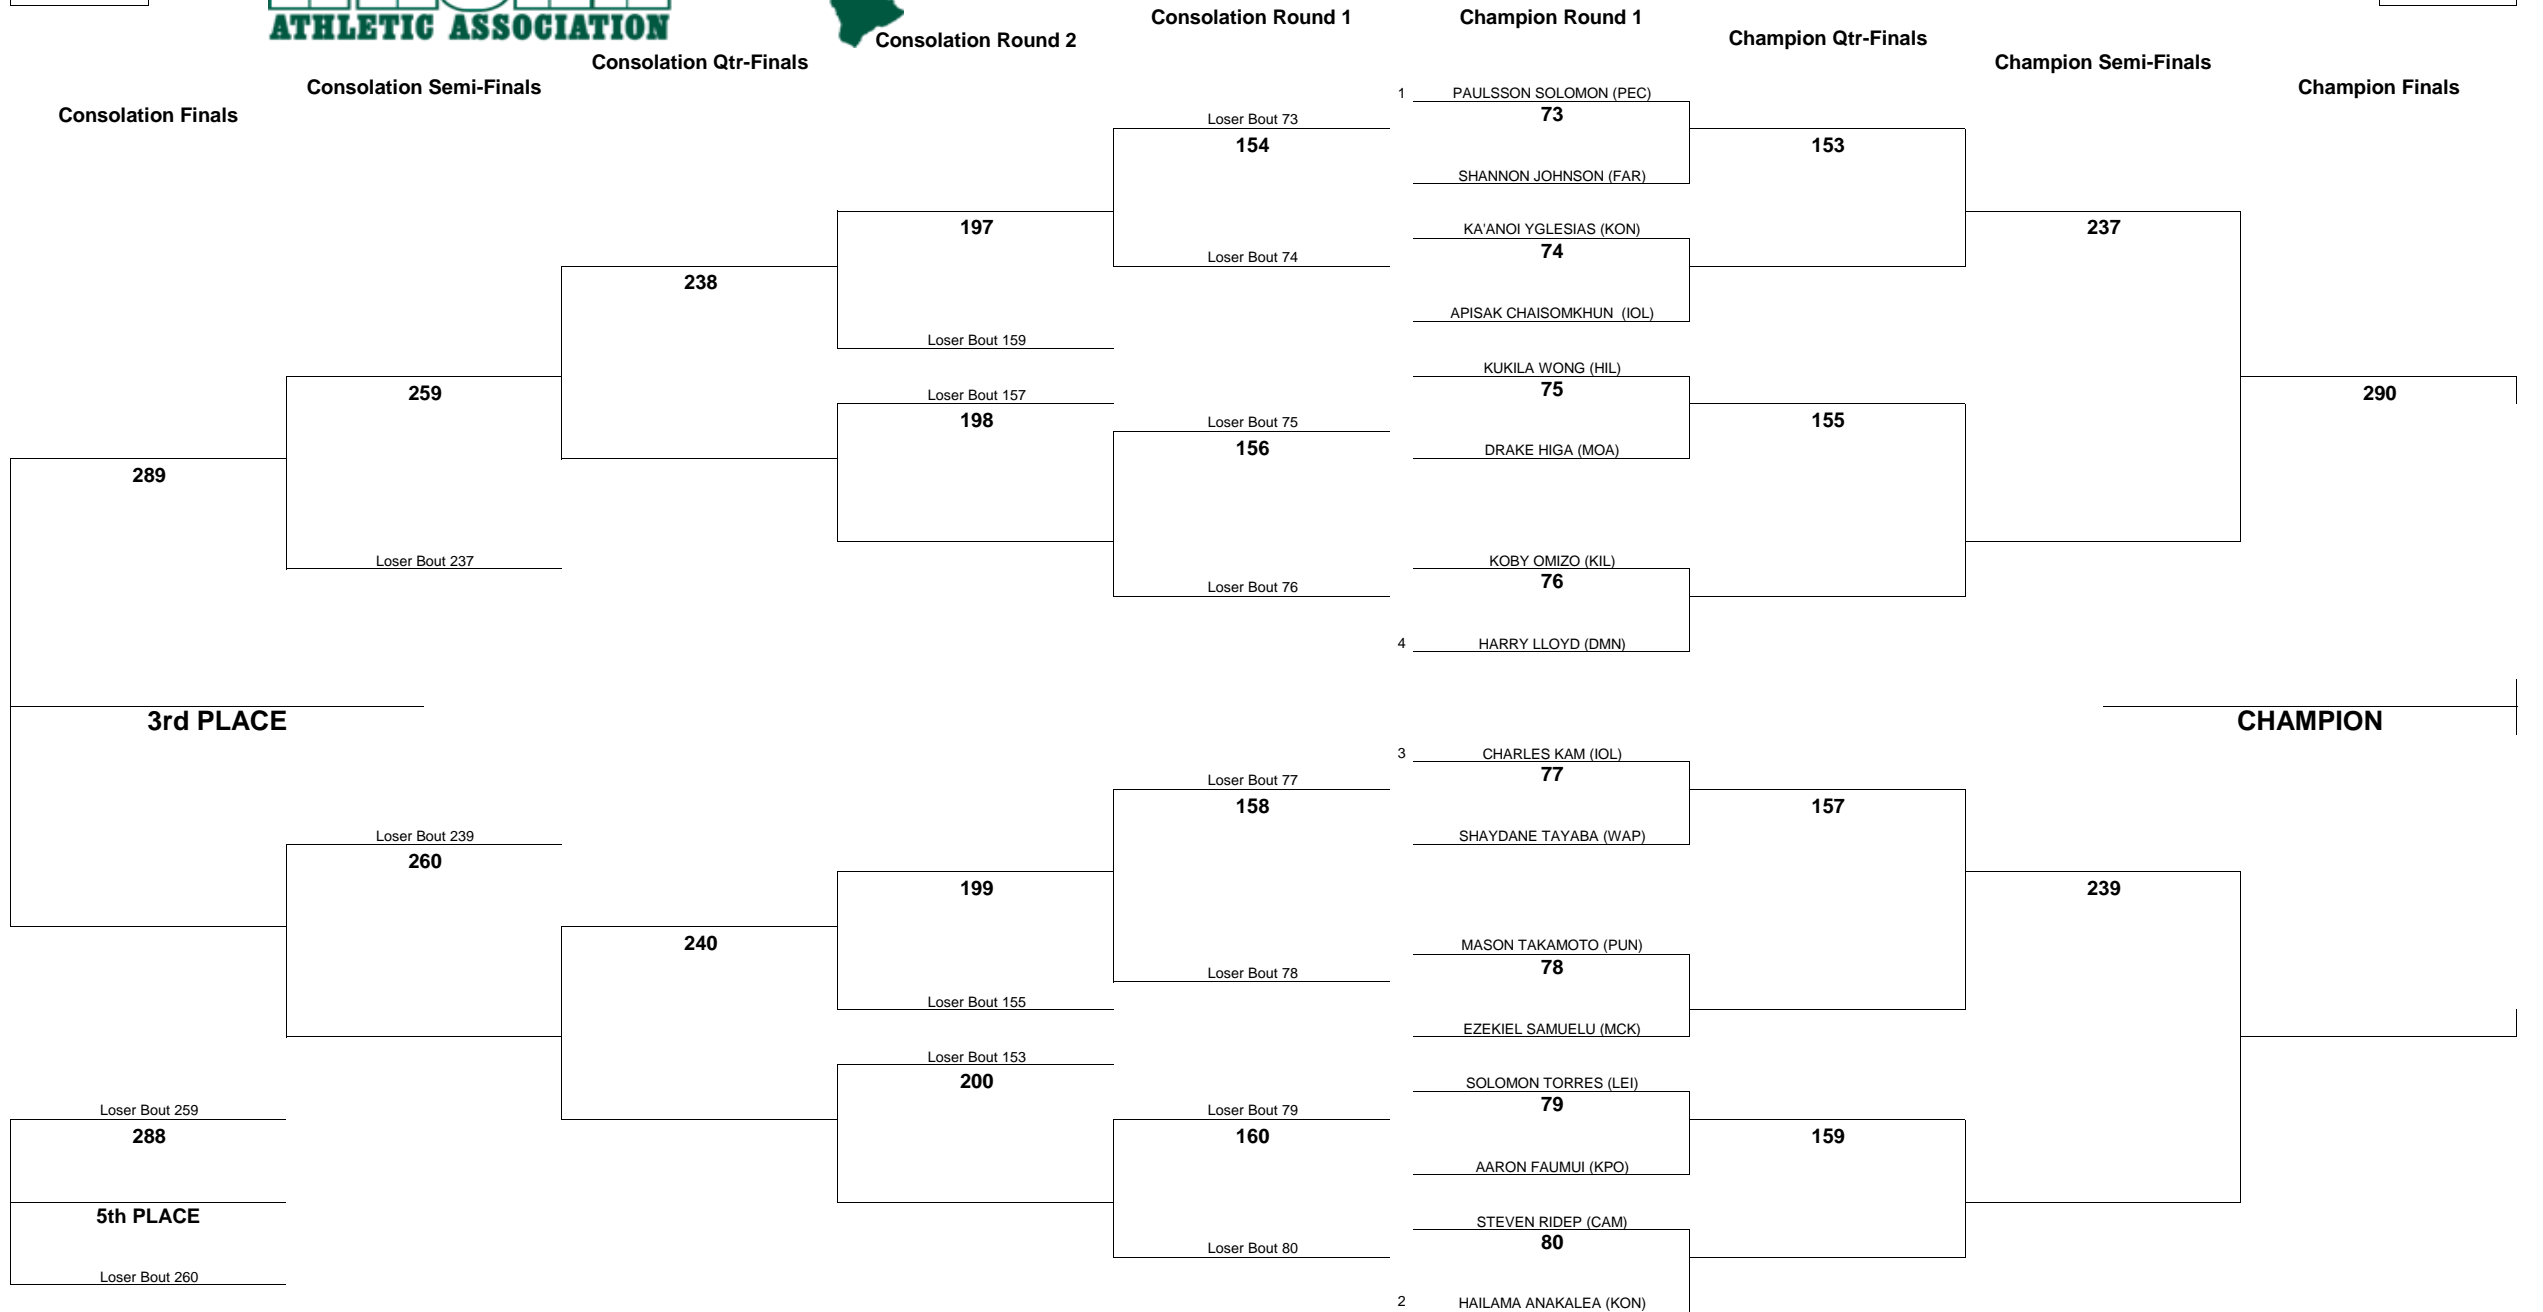 ATHLETIC ASSOCIATION
Consolation Round 1
Champion Round 1
Consolation Round 2
Champion Qtr-Finals
Consolation Qtr-Finals
Champion Semi-Finals
Consolation Semi-Finals
Champion Finals
Consolation Finals
1 PAULSSON SOLOMON (PEC)
73
Loser Bout 73
154
153
SHANNON JOHNSON (FAR)
197
KA'ANOI YGLESIAS (KON)
237
74
Loser Bout 74
238
APISAK CHAISOMKHUN (IOL)
Loser Bout 159
KUKILA WONG (HIL)
259
Loser Bout 157
75
290
198
Loser Bout 75
155
156
DRAKE HIGA (MOA)
289
Loser Bout 237
KOBY OMIZO (KIL)
76
Loser Bout 76
4 HARRY LLOYD (DMN)
3rd PLACE
CHAMPION
3 CHARLES KAM (IOL)
77
Loser Bout 77
158
157
Loser Bout 239
SHAYDANE TAYABA (WAP)
260
199
239
240
MASON TAKAMOTO (PUN)
78
Loser Bout 78
Loser Bout 155
EZEKIEL SAMUELU (MCK)
Loser Bout 153
200
SOLOMON TORRES (LEI)
79
Loser Bout 259
Loser Bout 79
288
160
159
AARON FAUMUI (KPO)
5th PLACE
STEVEN RIDEP (CAM)
80
Loser Bout 80
Loser Bout 260
2 HAILAMA ANAKALEA (KON)